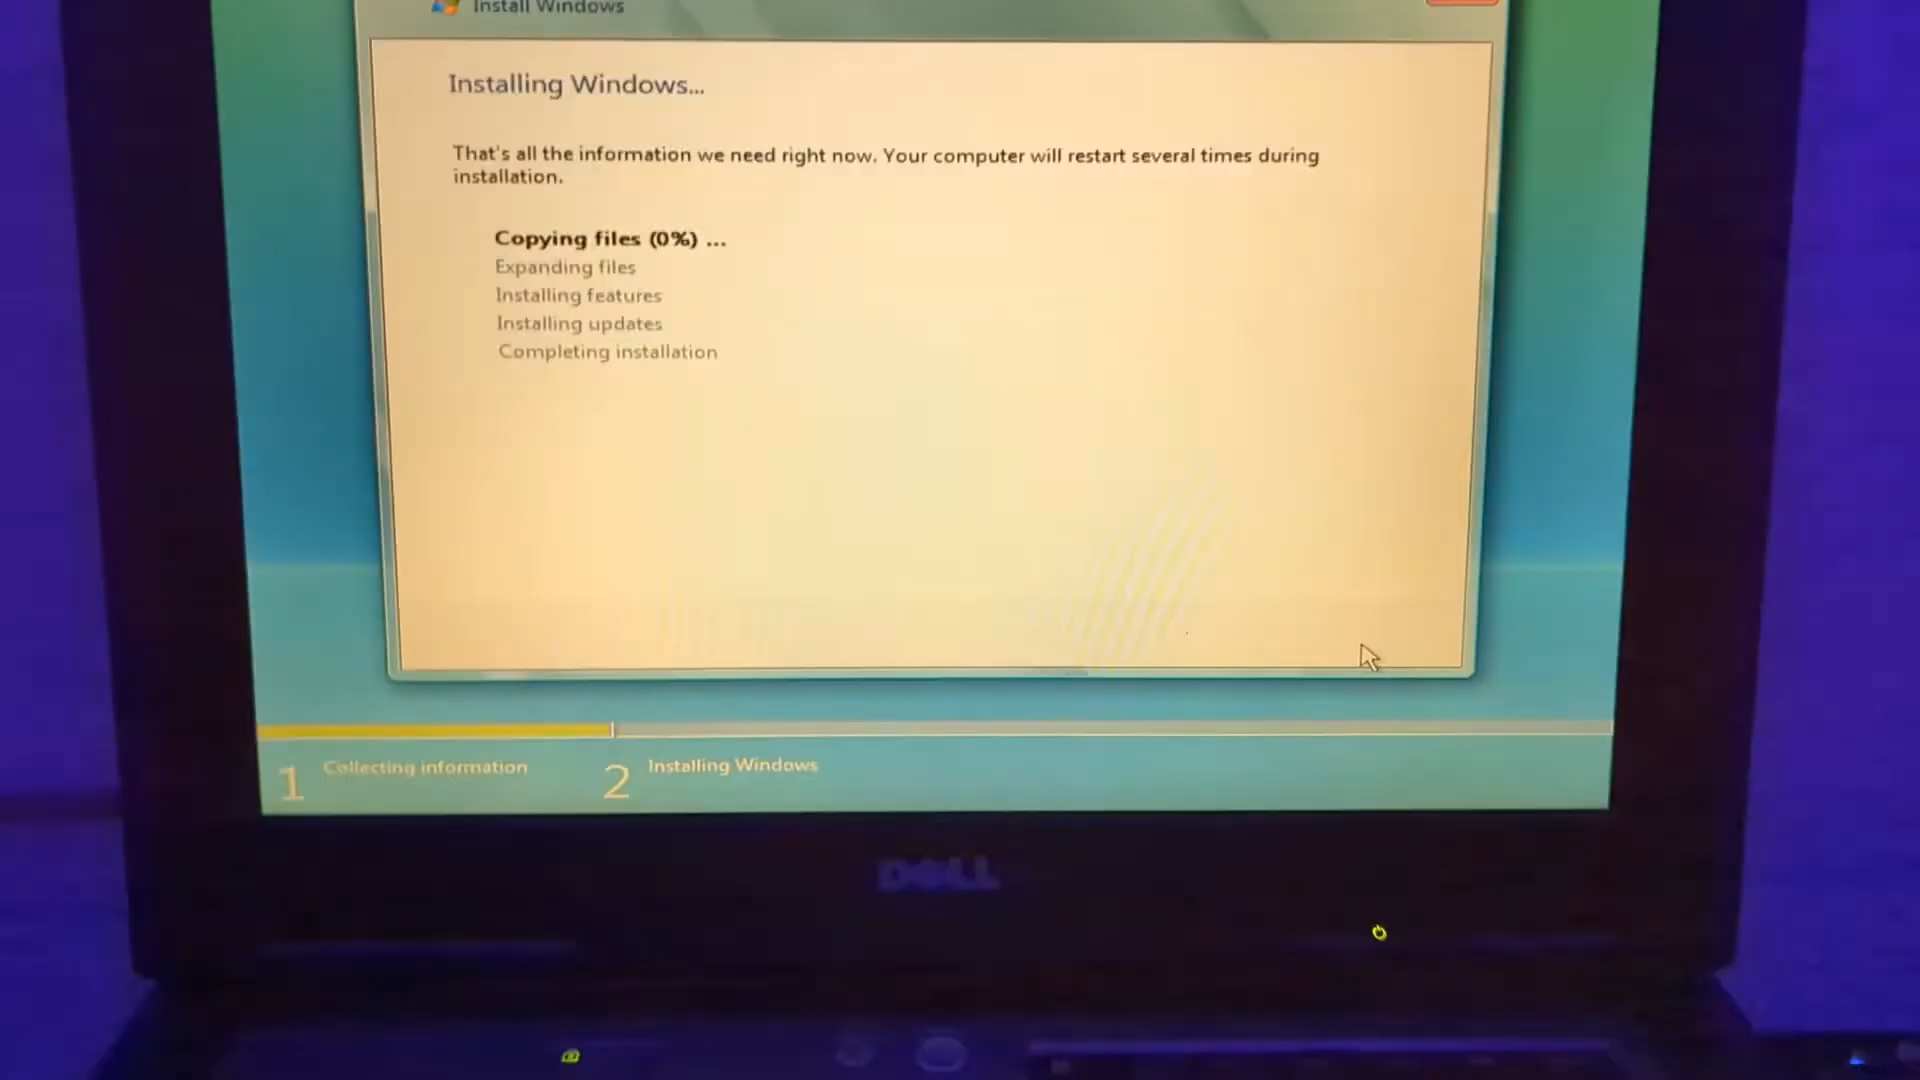 Install Windows
Installing Windows...
That's all the information we need right now. Your computer will restart several times during
installation.
Copying files (0%) ...
Expanding files
Installing features
Installing updates
Completing installation
1 Collecting information 2 Installing Windows
DELL